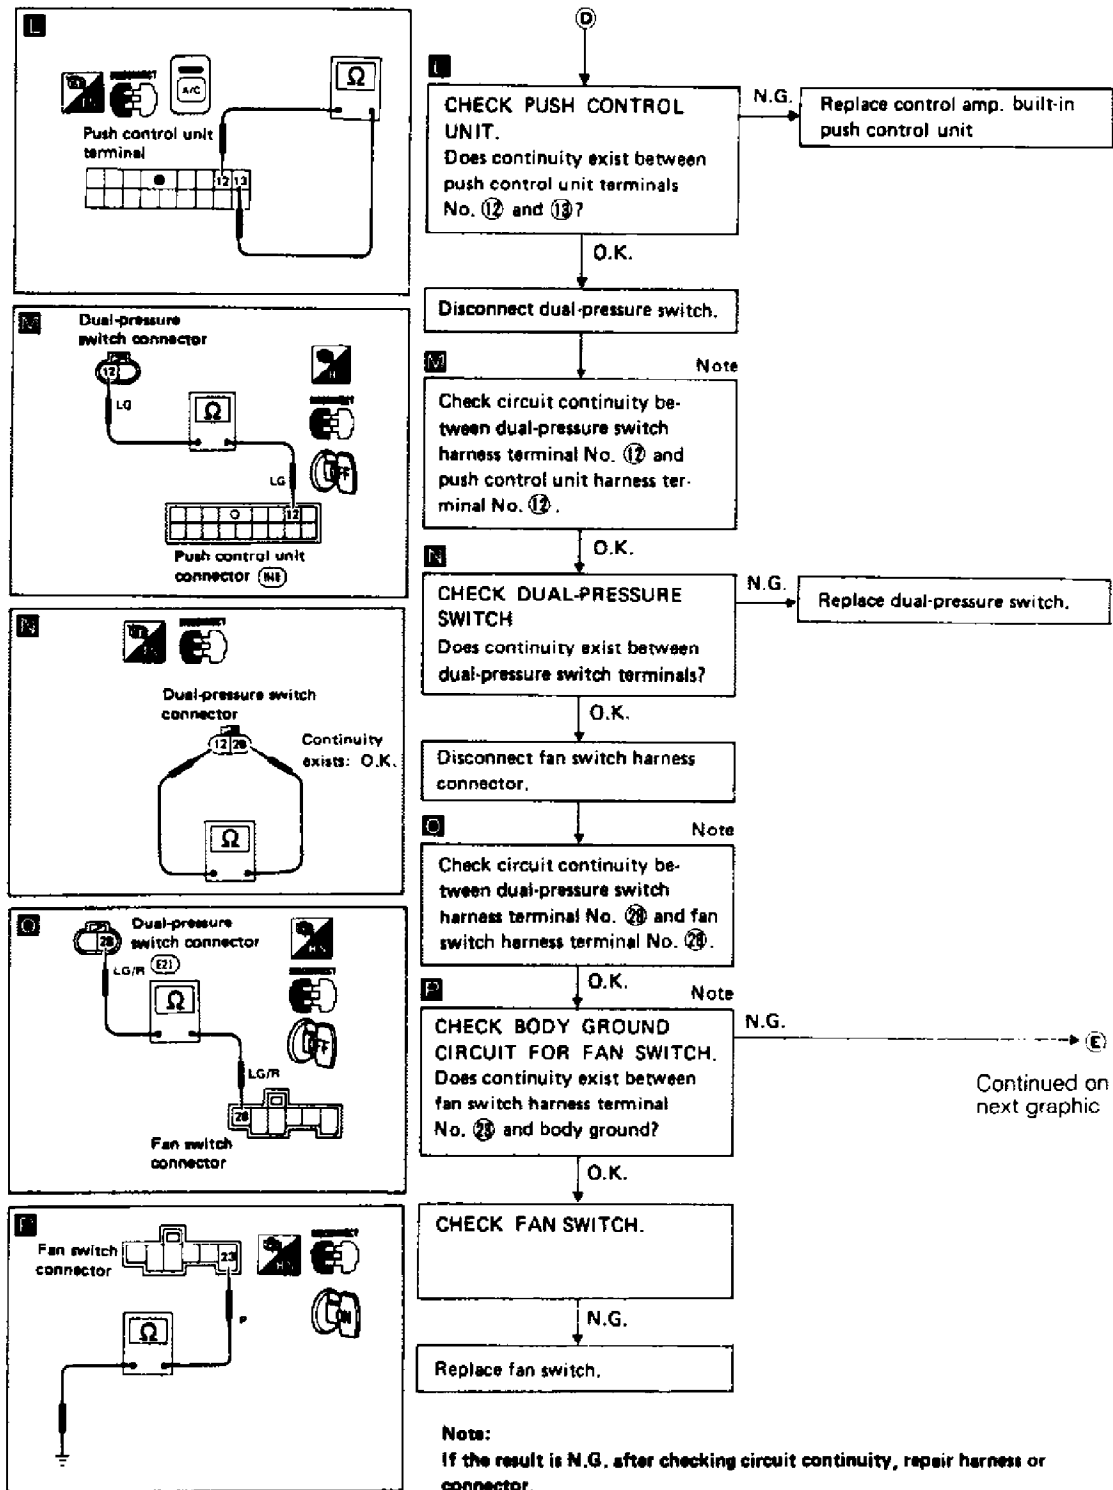 L
DISCONNECT
A/C
Ω
Push control unit
terminal
12 13
M
Dual-pressure
switch connector
12
LG
Ω
DISCONNECT
OFF
LG
12
Push control unit
connector
N
DISCONNECT
Dual-pressure switch
connector
12 28
Continuity
exists: O.K.
Ω
O
Dual-pressure
switch connector
28
LG/R
E21
DISCONNECT
Ω
OFF
LG/R
28
Fan switch
connector
P
Fan switch
connector
23
DISCONNECT
ON
P
Ω
D
L
CHECK PUSH CONTROL
UNIT.
Does continuity exist between
push control unit terminals
No. 12 and 13?
N.G.
Replace control amp. built-in
push control unit
O.K.
Disconnect dual-pressure switch.
M
Note
Check circuit continuity be-
tween dual-pressure switch
harness terminal No. 12 and
push control unit harness ter-
minal No. 12.
O.K.
N
CHECK DUAL-PRESSURE
SWITCH
Does continuity exist between
dual-pressure switch terminals?
N.G.
Replace dual-pressure switch.
O.K.
Disconnect fan switch harness
connector.
O
Note
Check circuit continuity be-
tween dual-pressure switch
harness terminal No. 28 and fan
switch harness terminal No. 28.
O.K.
P
Note
CHECK BODY GROUND
CIRCUIT FOR FAN SWITCH.
Does continuity exist between
fan switch harness terminal
No. 23 and body ground?
N.G.
E
Continued on
next graphic
O.K.
CHECK FAN SWITCH.
N.G.
Replace fan switch.
Note:
If the result is N.G. after checking circuit continuity, repair harness or
connector.